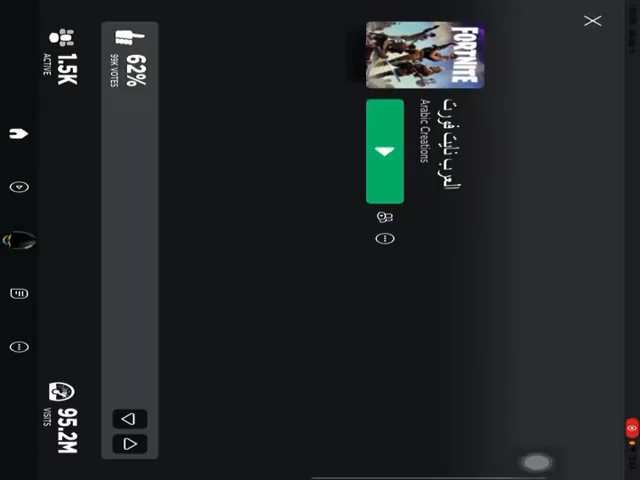 FORTNITE
العرب نايت فورت
Arabic Creations
62%
99K VOTES
1.5K
ACTIVE
95.2M
VISITS